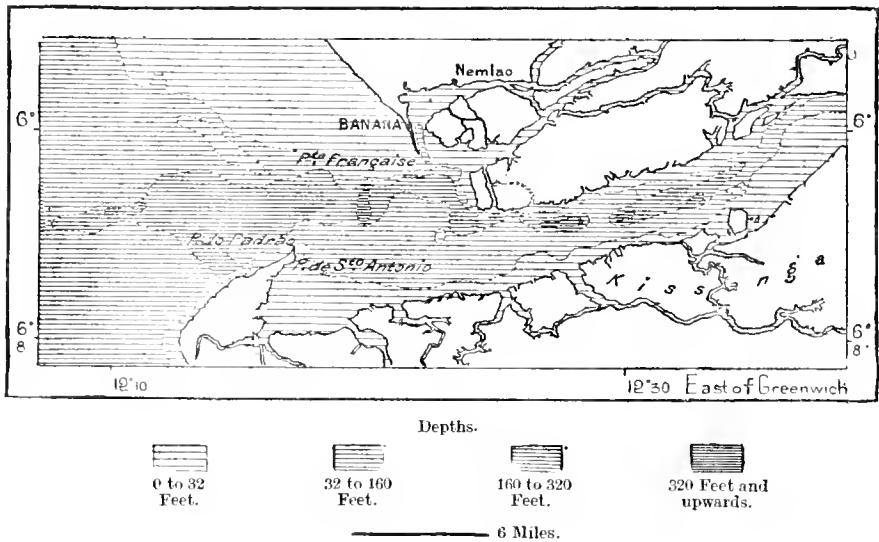 Nemlao
6°
6°
BANANA
Pta Française
P. do Padrão
P. de Sto Antonio
Kissanga
6°
8
6°
8'
12°10
12°30 East of Greenwich
Depths.
0 to 32
Feet.
32 to 160
Feet.
160 to 320
Feet.
320 Feet and
upwards.
6 Miles.